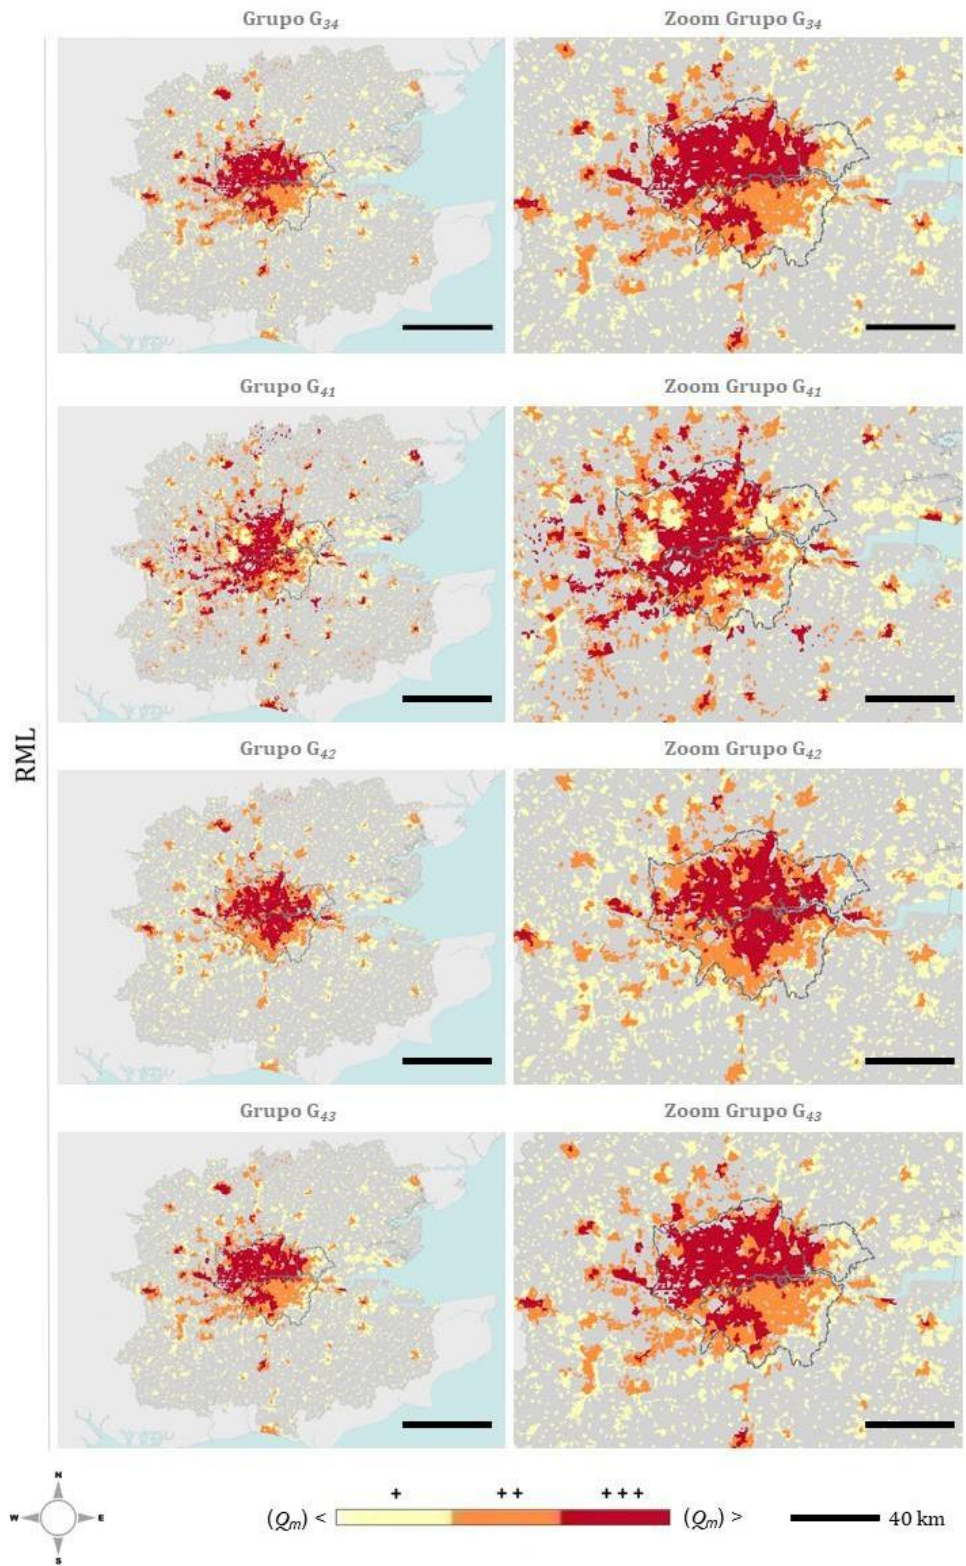 Grupo G34 Zoom Grupo G34
Grupo G41 Zoom Grupo G41
RML
Grupo G42 Zoom Grupo G42
Grupo G43 Zoom Grupo G43
N
W E
S
+ ++ +++
(Qm) < (Qm) > 40 km